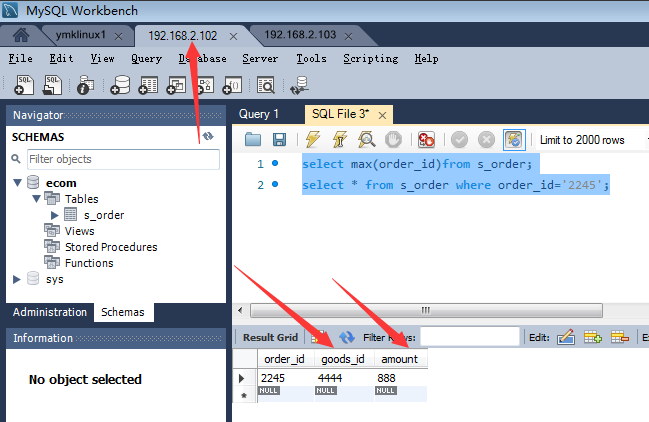 MySQL Workbench
ymklinux1 192.168.2.102 192.168.2.103
File Edit View Query Database Server Tools Scripting Help
Navigator
SCHEMAS
Filter objects
ecom
Tables
s_order
Views
Stored Procedures
Functions
sys
Administration Schemas
Information
No object selected
Query 1 SQL File 3*
Limit to 2000 rows
1 select max(order_id)from s_order;
2 select * from s_order where order_id='2245';
Result Grid Filter Rows: Edit:
order_id goods_id amount
2245 4444 888
NULL NULL NULL